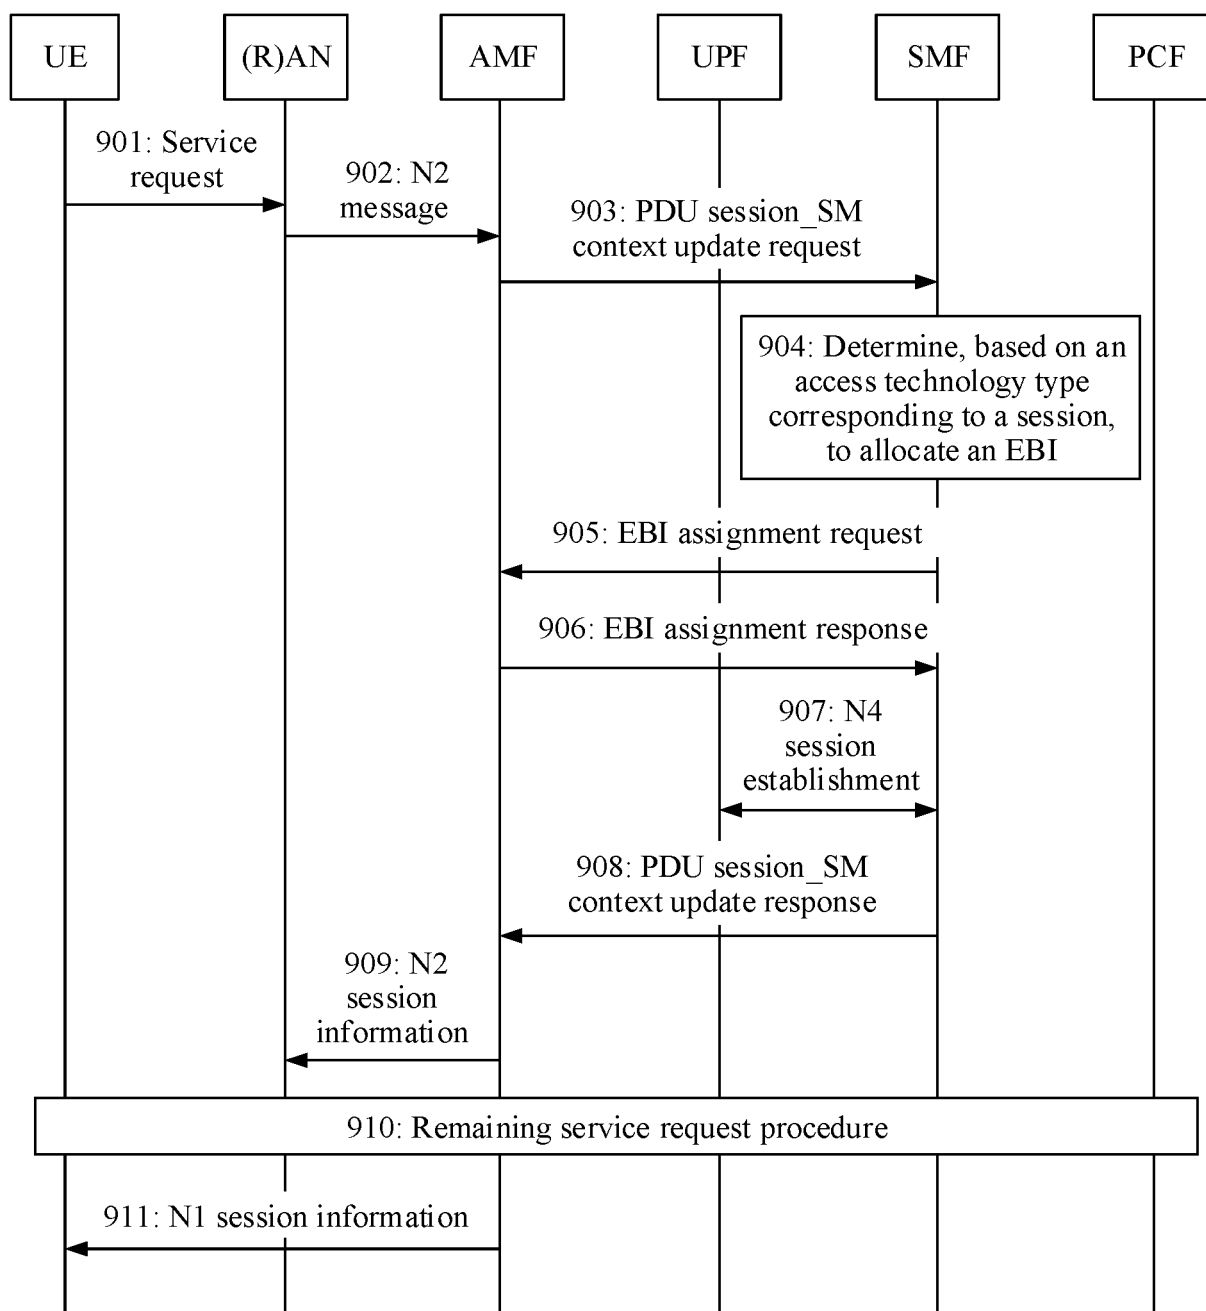 UE
(R)AN
AMF
UPF
SMF
PCF
901: Service
request
902: N2
message
903: PDU session_SM
context update request
904: Determine, based on an
access technology type
corresponding to a session,
to allocate an EBI
905: EBI assignment request
906: EBI assignment response
907: N4
session
establishment
908: PDU session_SM
context update response
909: N2
session
information
910: Remaining service request procedure
911: N1 session information